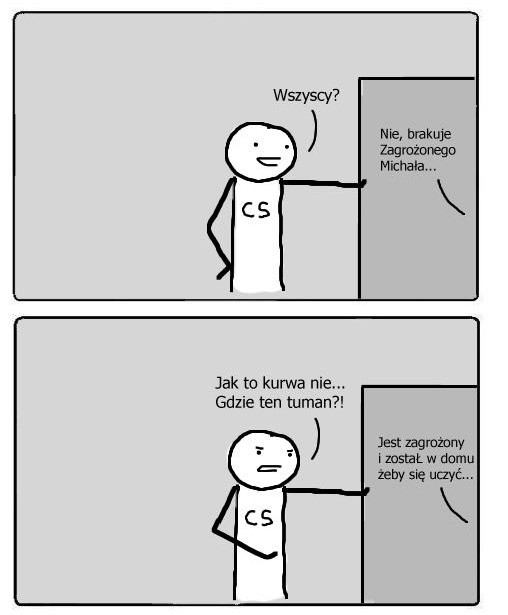 Wszyscy?
Nie, brakuje
Zagrożonego
Michała...
CS
Jak to kurwa nie...
Gdzie ten tuman?!
Jest zagrożony
i zostaŁ w domu
żeby się uczyć...
CS